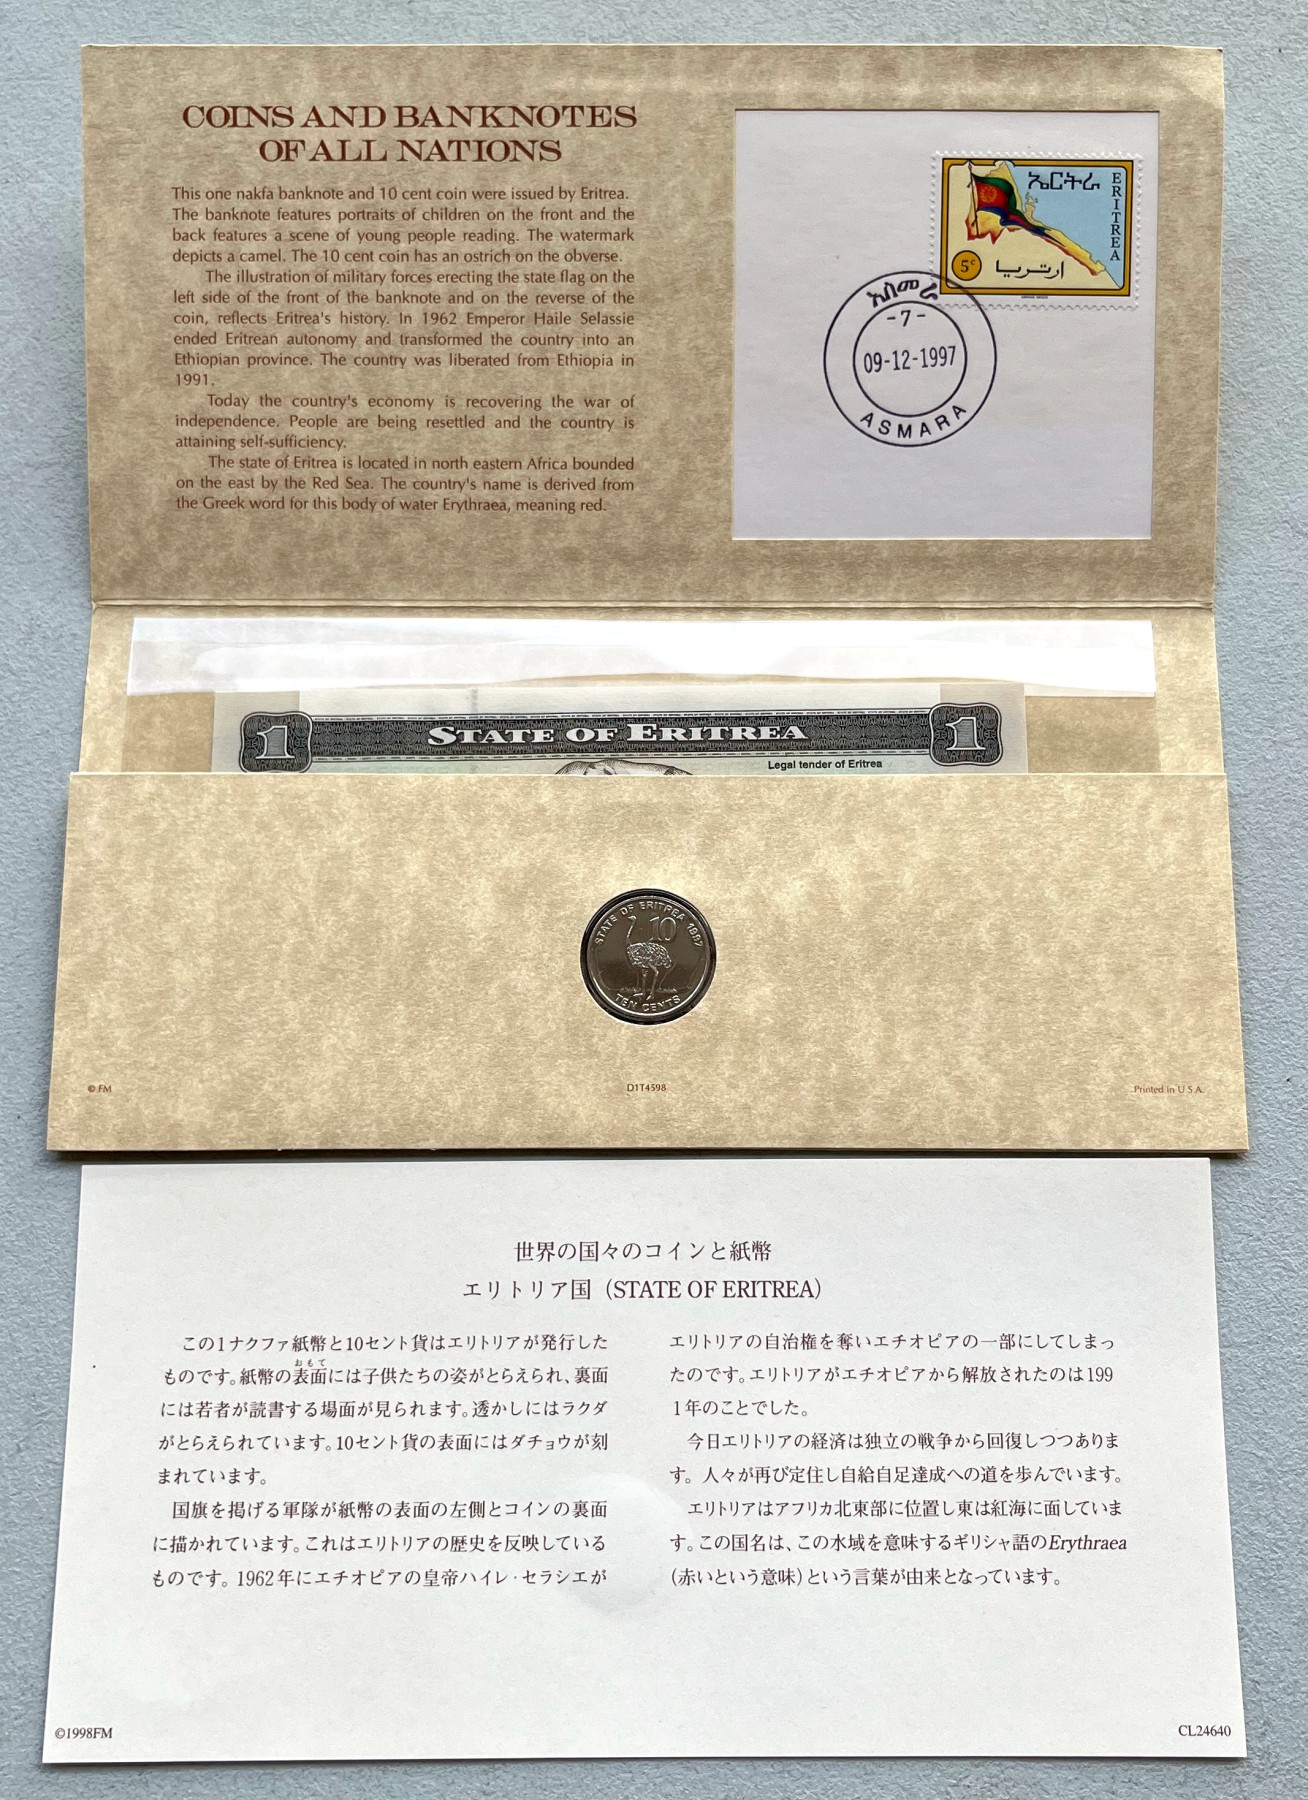 COINS AND BANKNOTES
OF ALL NATIONS
This one nakfa banknote and 10 cent coin were issued by Eritrea.
The banknote features portraits of children on the front and the
back features a scene of young people reading. The watermark
depicts a camel. The 10 cent coin has an ostrich on the obverse.
The illustration of military forces erecting the state flag on the
left side of the front of the banknote and on the reverse of the
coin, reflects Eritrea's history. In 1962 Emperor Haile Selassie
ended Eritrean autonomy and transformed the country into an
Ethiopian province. The country was liberated from Ethiopia in
1991.
Today the country's economy is recovering the war of
independence. People are being resettled and the country is
attaining self-sufficiency.
The state of Eritrea is located in north eastern Africa bounded
on the east by the Red Sea. The country's name is derived from
the Greek word for this body of water Erythraea, meaning red.
ኤርትራ
ERITREA
5c
ارتريا
አስመራ
-7-
09-12-1997
ASMARA
1 STATE OF ERITREA 1
Legal tender of Eritrea
STATE OF ERITREA 1997
10
TEN CENTS
© FM
D1T4598
Printed in U S A.
世界の国々のコインと紙幣
エリトリア国（STATE OF ERITREA）
この1ナクファ紙幣と10セント貨はエリトリアが発行した
おもて
ものです。紙幣の表面には子供たちの姿がとらえられ、裏面
には若者が読書する場面が見られます。透かしにはラクダ
がとらえられています。10セント貨の表面にはダチョウが刻
まれています。
国旗を掲げる軍隊が紙幣の表面の左側とコインの裏面
に描かれています。これはエリトリアの歴史を反映している
ものです。1962年にエチオピアの皇帝ハイレ・セラシエが
エリトリアの自治権を奪いエチオピアの一部にしてしまっ
たのです。エリトリアがエチオピアから解放されたのは199
1年のことでした。
今日エリトリアの経済は独立の戦争から回復しつつありま
す。人々が再び定住し自給自足達成への道を歩んでいます。
エリトリアはアフリカ北東部に位置し東は紅海に面していま
す。この国名は、この水域を意味するギリシャ語のErythraea
（赤いという意味）という言葉が由来となっています。
©1998FM
CL24640